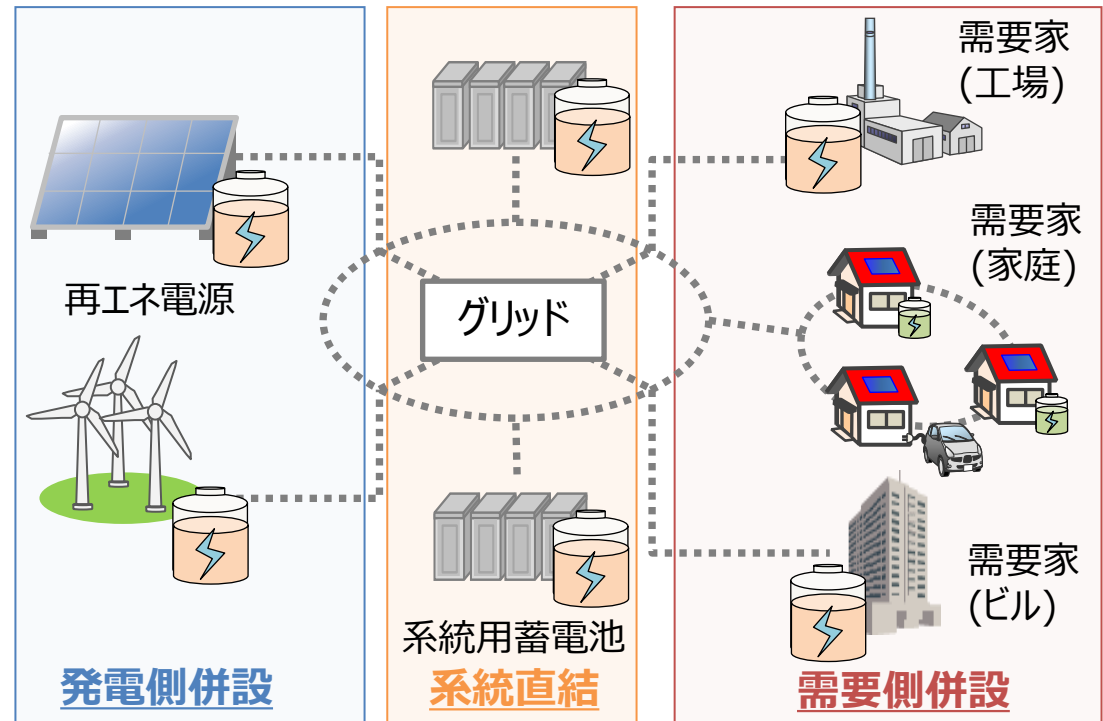 再エネ電源
発電側併設
グリッド
系統用蓄電池
系統直結
需要家
(工場)
需要家
(家庭)
需要家
(ビル)
需要側併設